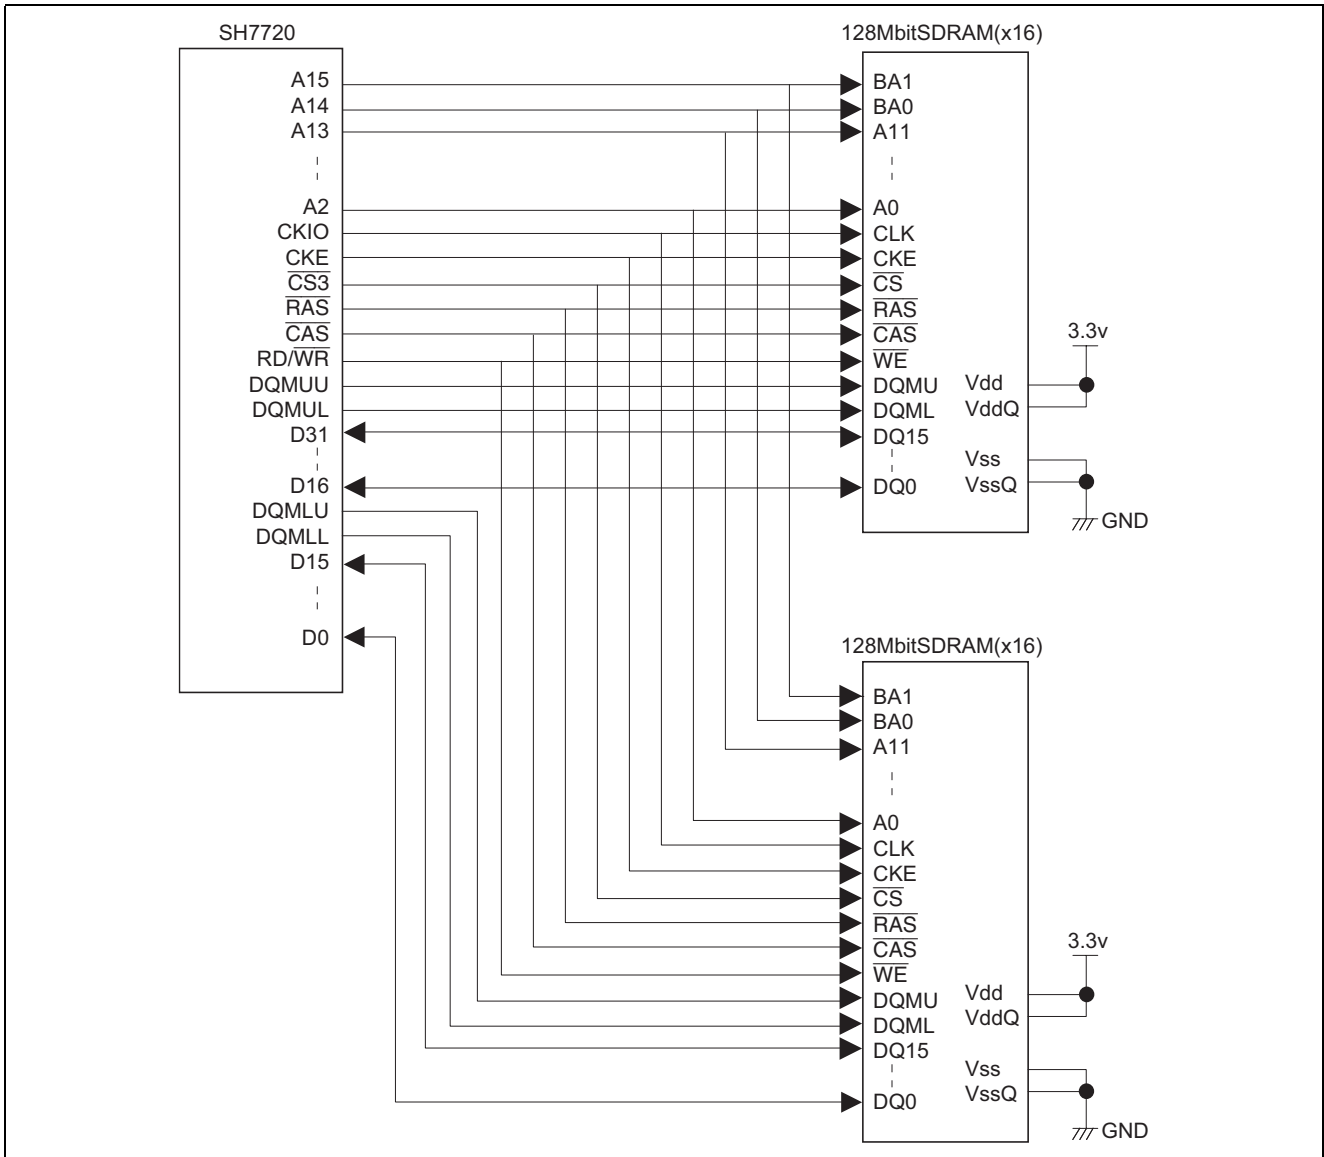 SH7720
A15
A14
A13
A2
CKIO
CKE
CS3
RAS
CAS
RD/WR
DQMUU
DQMUL
D31
D16
DQMLU
DQMLL
D15
D0
128MbitSDRAM(x16)
BA1
BA0
A11
A0
CLK
CKE
CS
RAS
CAS
WE
DQMU
DQML
DQ15
DQ0
Vdd
VddQ
Vss
VssQ
3.3v
GND
128MbitSDRAM(x16)
BA1
BA0
A11
A0
CLK
CKE
CS
RAS
CAS
WE
DQMU
DQML
DQ15
DQ0
Vdd
VddQ
Vss
VssQ
3.3v
GND